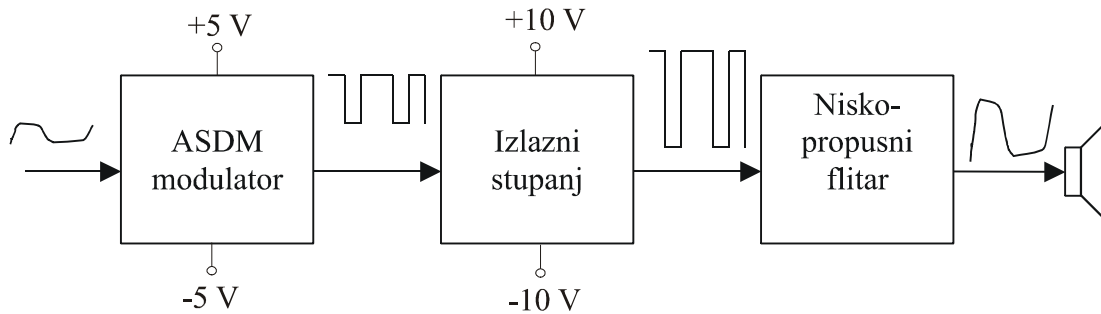 +5 V
ASDM
modulator
-5 V
+10 V
Izlazni
stupanj
-10 V
Nisko-
propusni
flitar